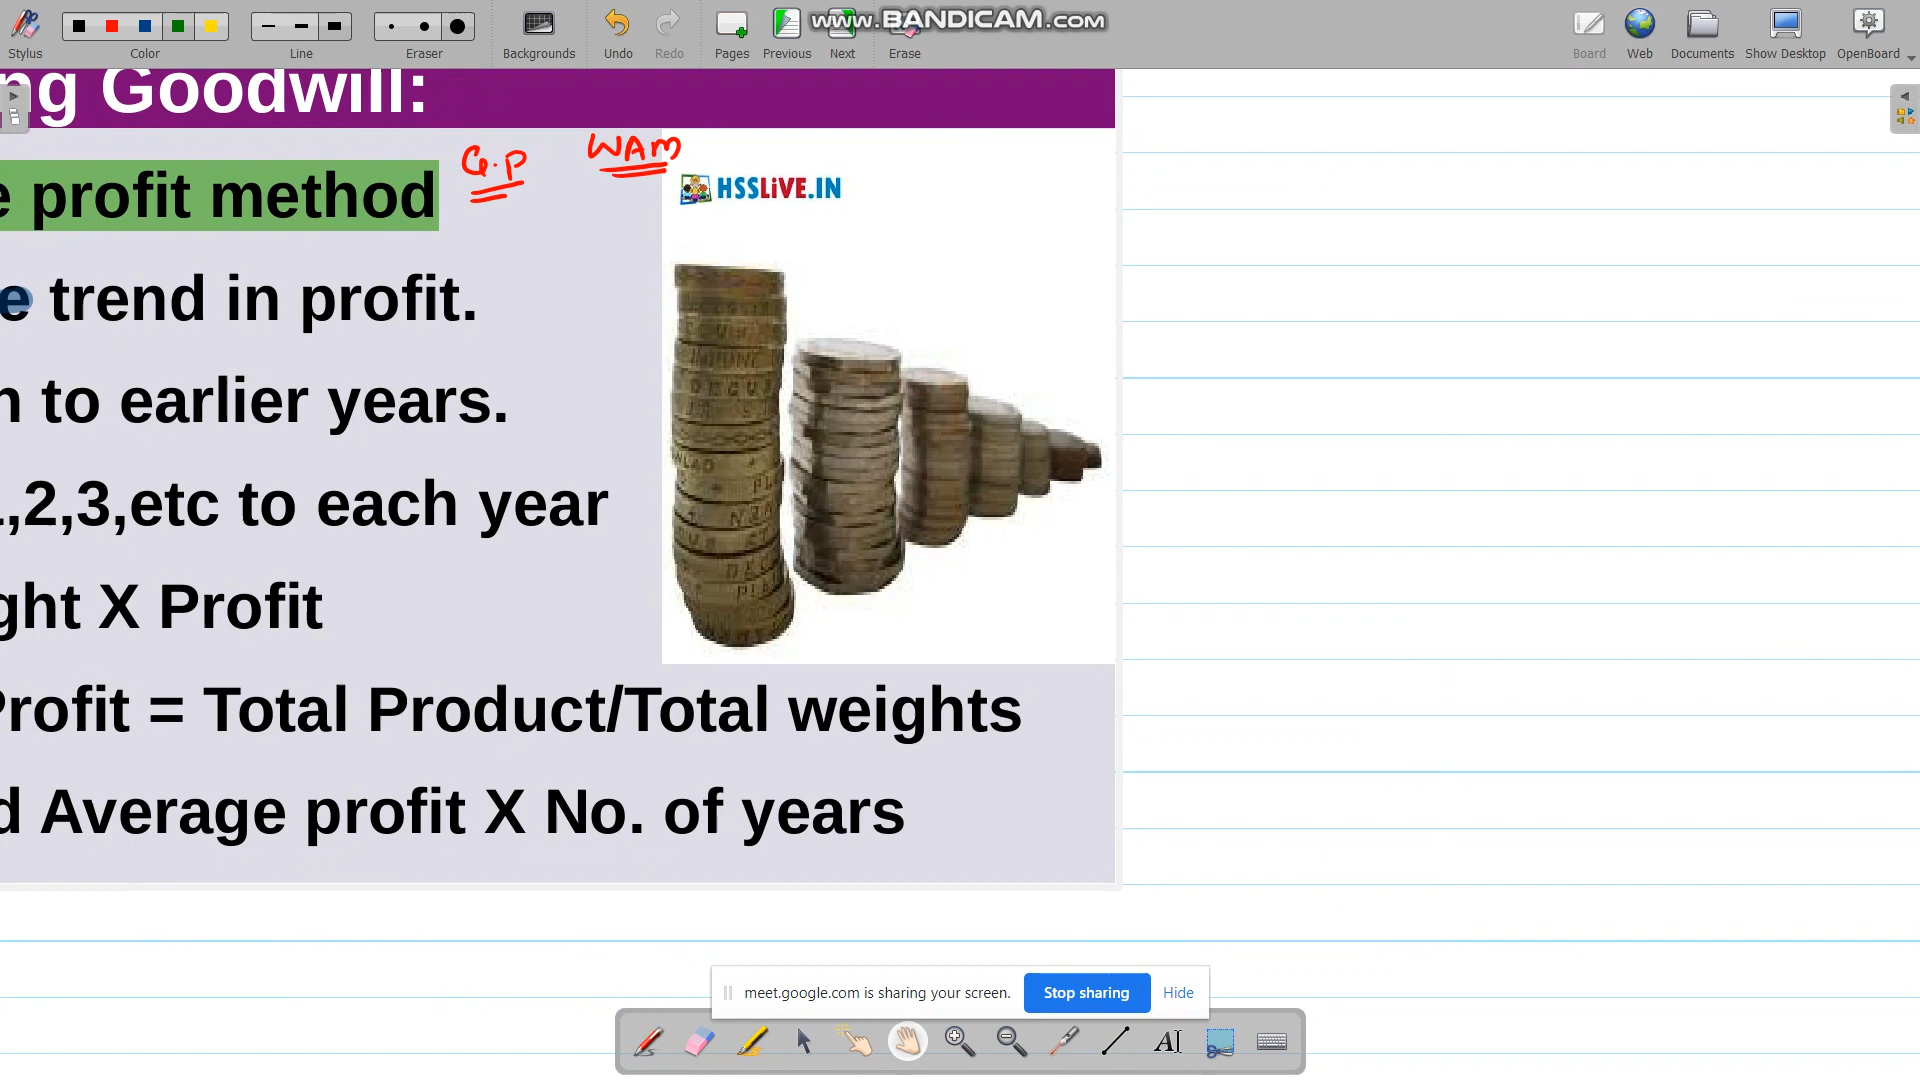 www.BANDICAM.com
Stylus Color Line Eraser Backgrounds Undo Redo Pages Previous Next Erase Board Web Documents Show Desktop OpenBoard
ng Goodwill:
G.P WAM
e profit method
HSSLiVE.IN
e trend in profit.
n to earlier years.
,2,3,etc to each year
ght X Profit
Profit = Total Product/Total weights
d Average profit X No. of years
meet.google.com is sharing your screen. Stop sharing Hide